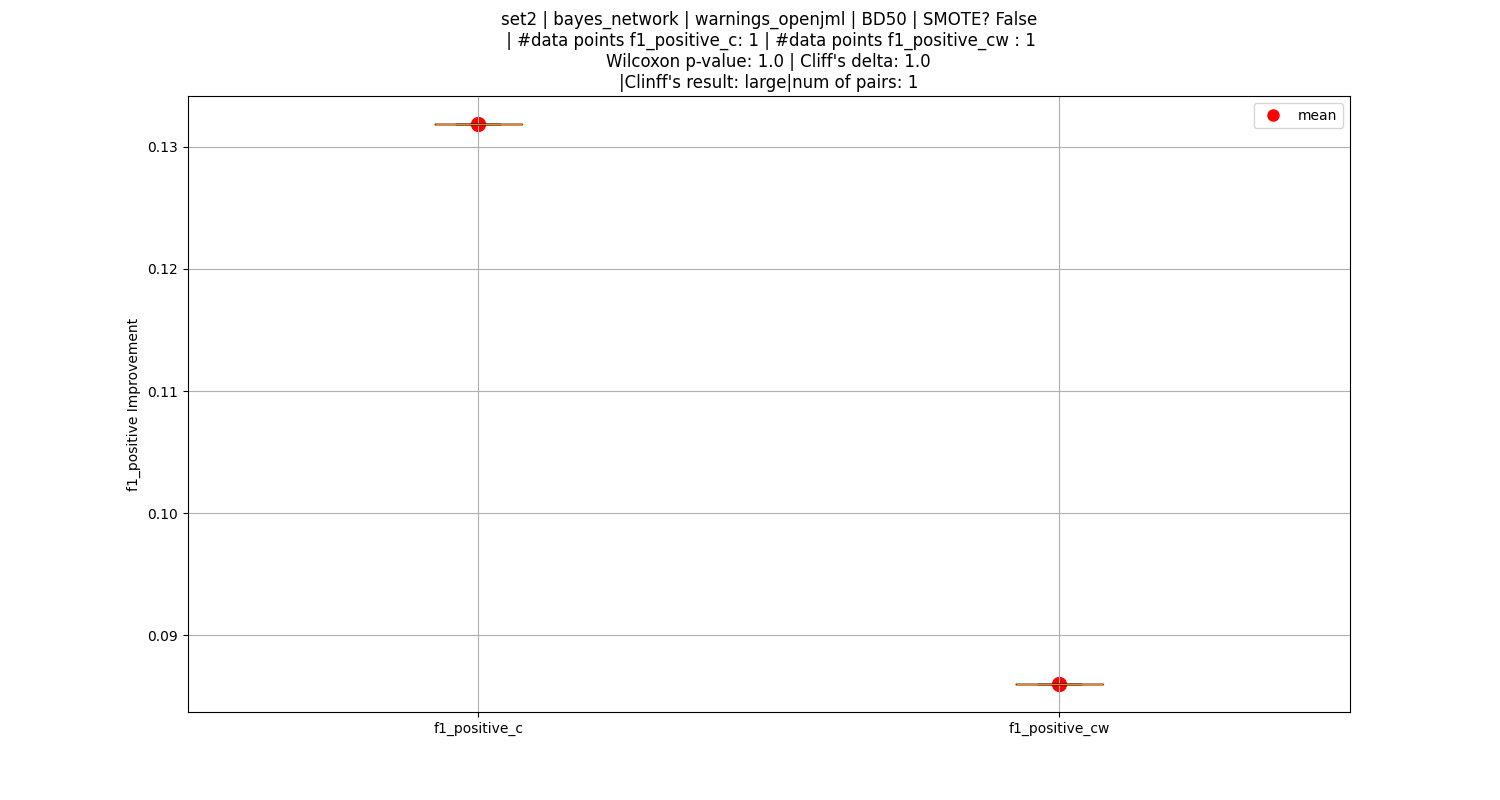 set2 | bayes_network | warnings_openjml | BD50 | SMOTE? False
| #data points f1_positive_c: 1 | #data points f1_positive_cw : 1
Wilcoxon p-value: 1.0 | Cliff's delta: 1.0
|Clinff's result: large|num of pairs: 1
mean
0.13
0.12
0.11
0.10
0.09
f1_positive Improvement
f1_positive_c
f1_positive_cw